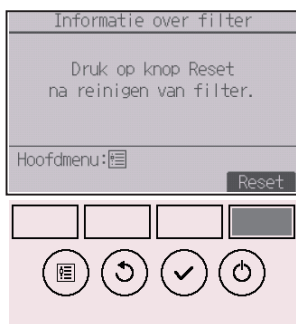 Informatie over filter
Druk op knop Reset
na reinigen van filter.
Hoofdmenu:
Reset